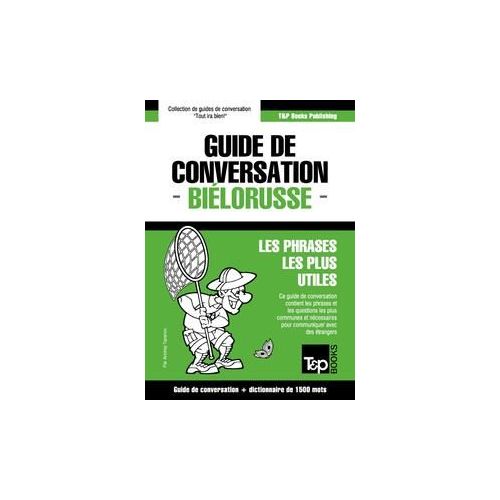 Collection de guides de conversation
"Tout ira bien!"
T&P Books Publishing
GUIDE DE
CONVERSATION
- BIÉLORUSSE -
LES PHRASES
LES PLUS
UTILES
Ce guide de conversation
contient les phrases et
les questions les plus
communes et nécessaires
pour communiquer avec
des étrangers
Par Andrey Taranov
T&P BOOKS
Guide de conversation + dictionnaire de 1500 mots